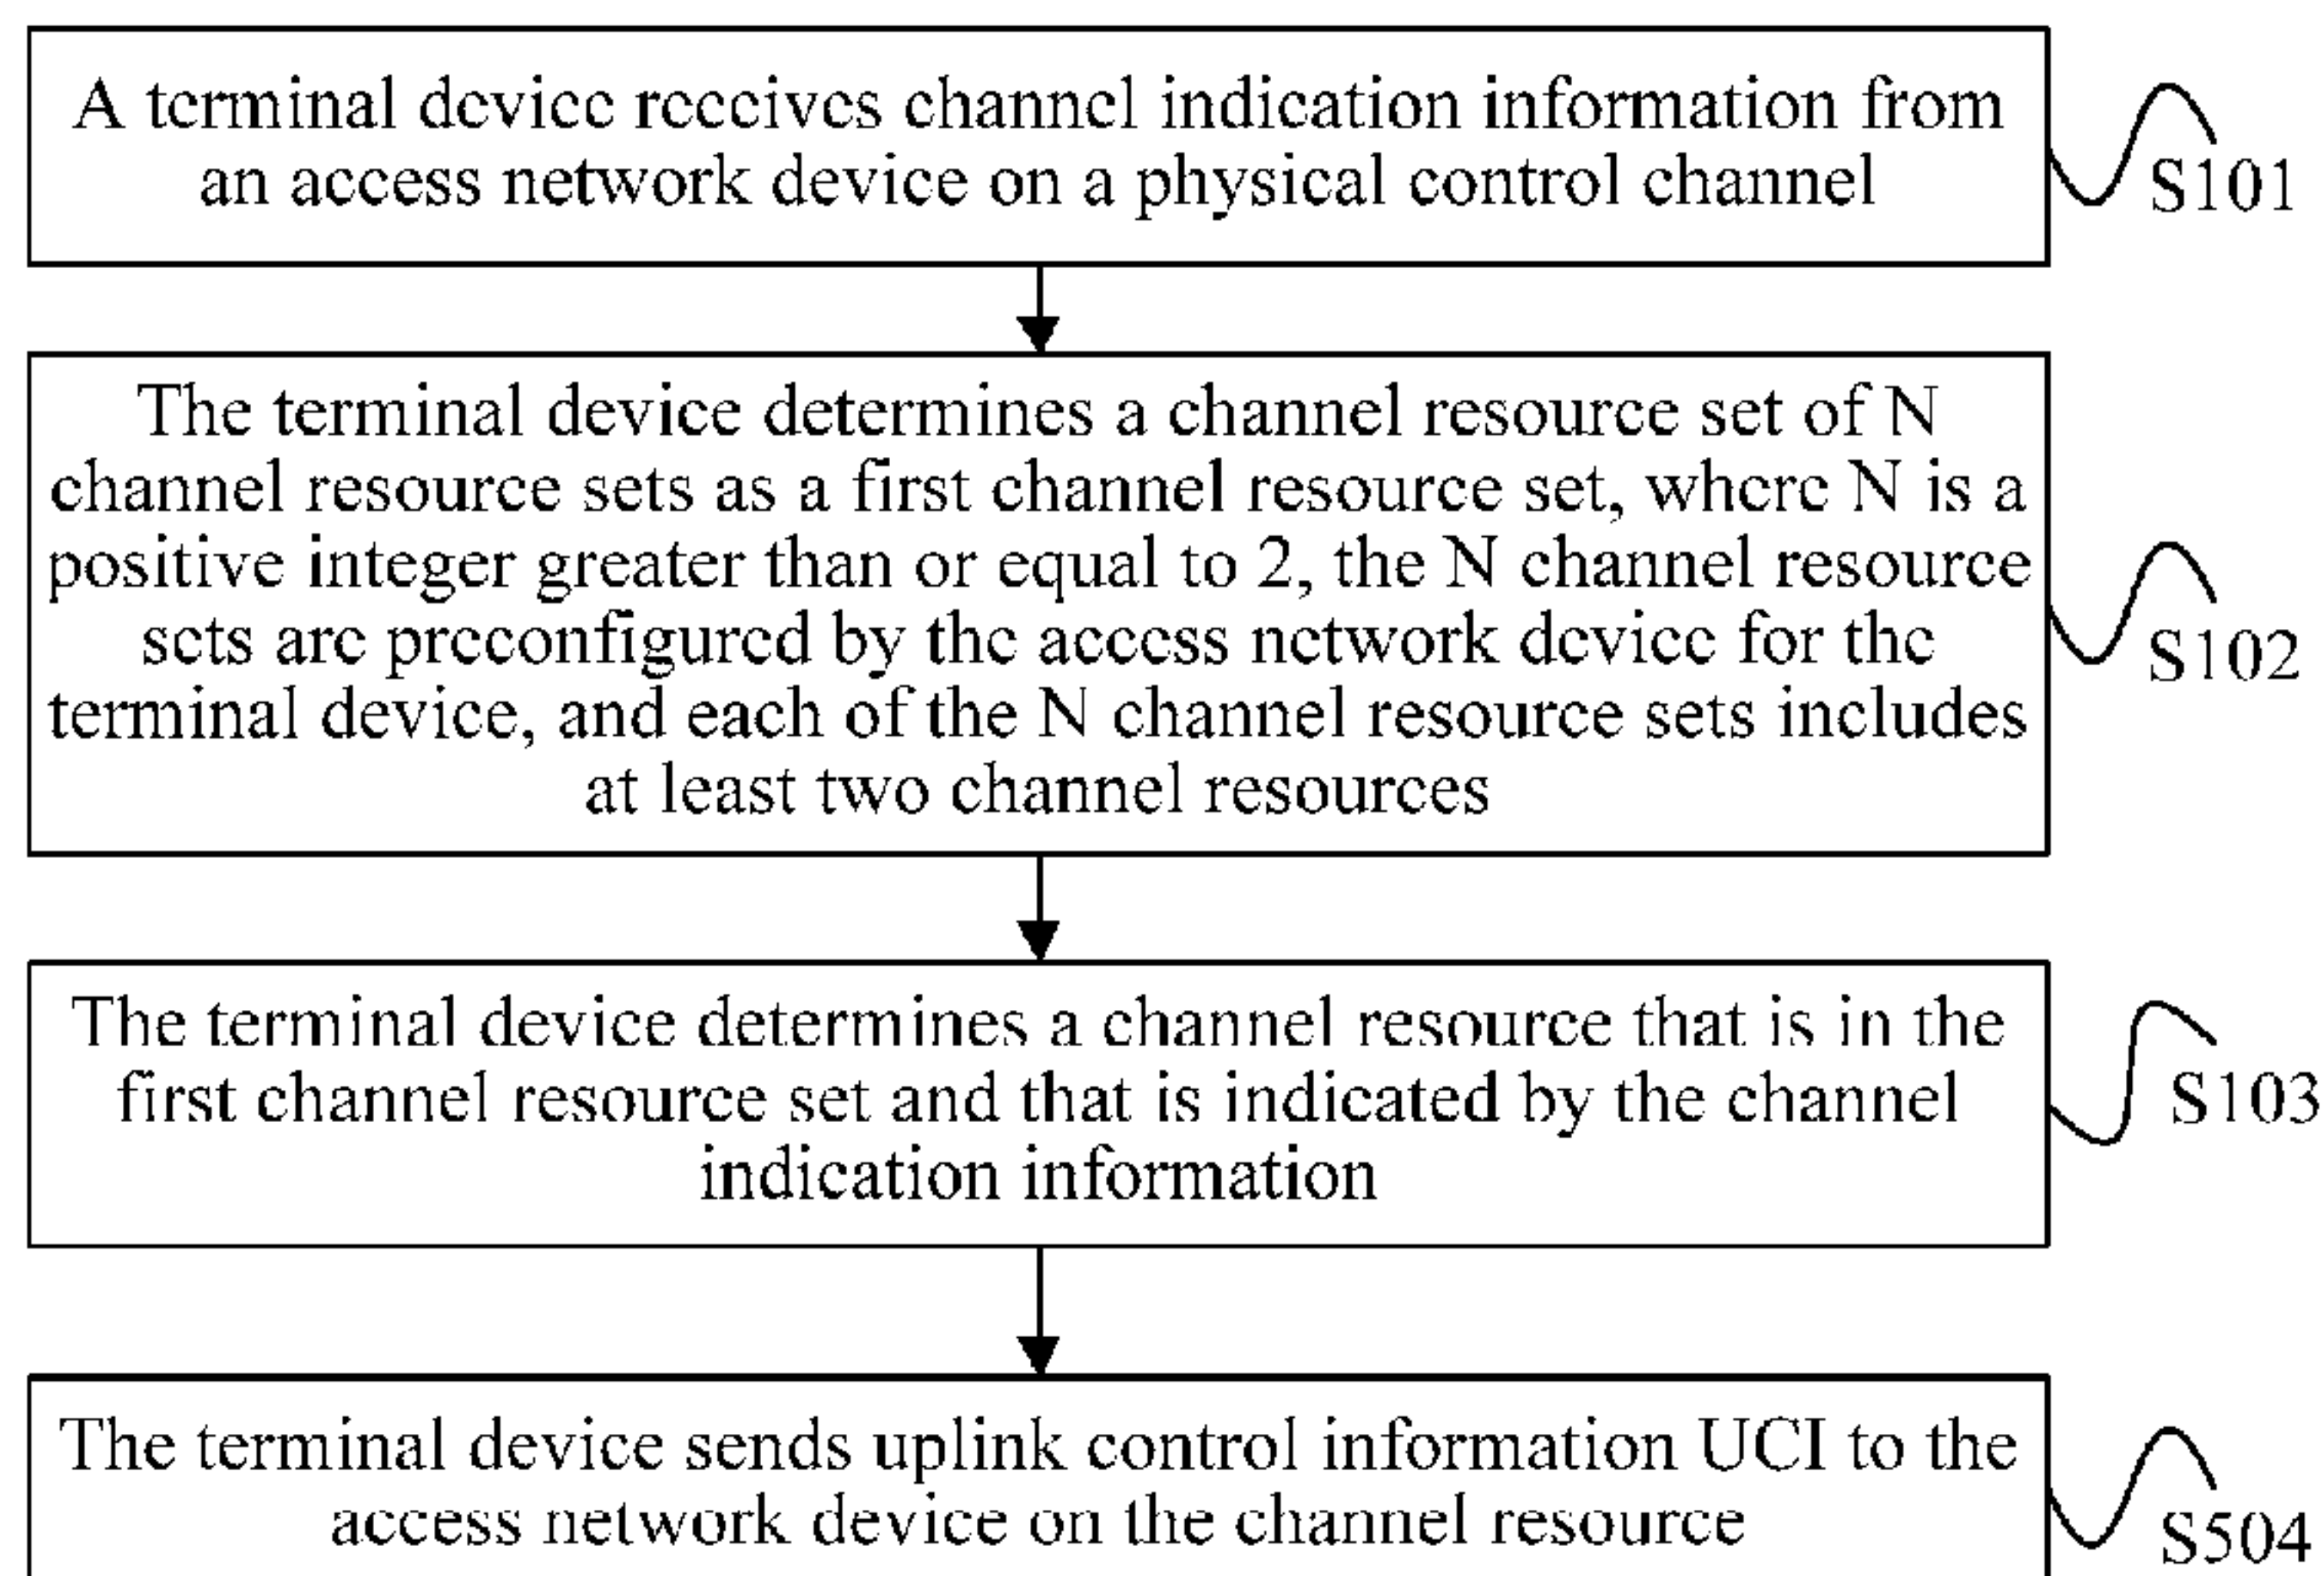 A terminal device receives channel indication information from
an access network device on a physical control channel
S101
The terminal device determines a channel resource set of N
channel resource sets as a first channel resource set, where N is a
positive integer greater than or equal to 2, the N channel resource
sets are preconfigured by the access network device for the
terminal device, and each of the N channel resource sets includes
at least two channel resources
S102
The terminal device determines a channel resource that is in the
first channel resource set and that is indicated by the channel
indication information
S103
The terminal device sends uplink control information UCI to the
access network device on the channel resource
S504